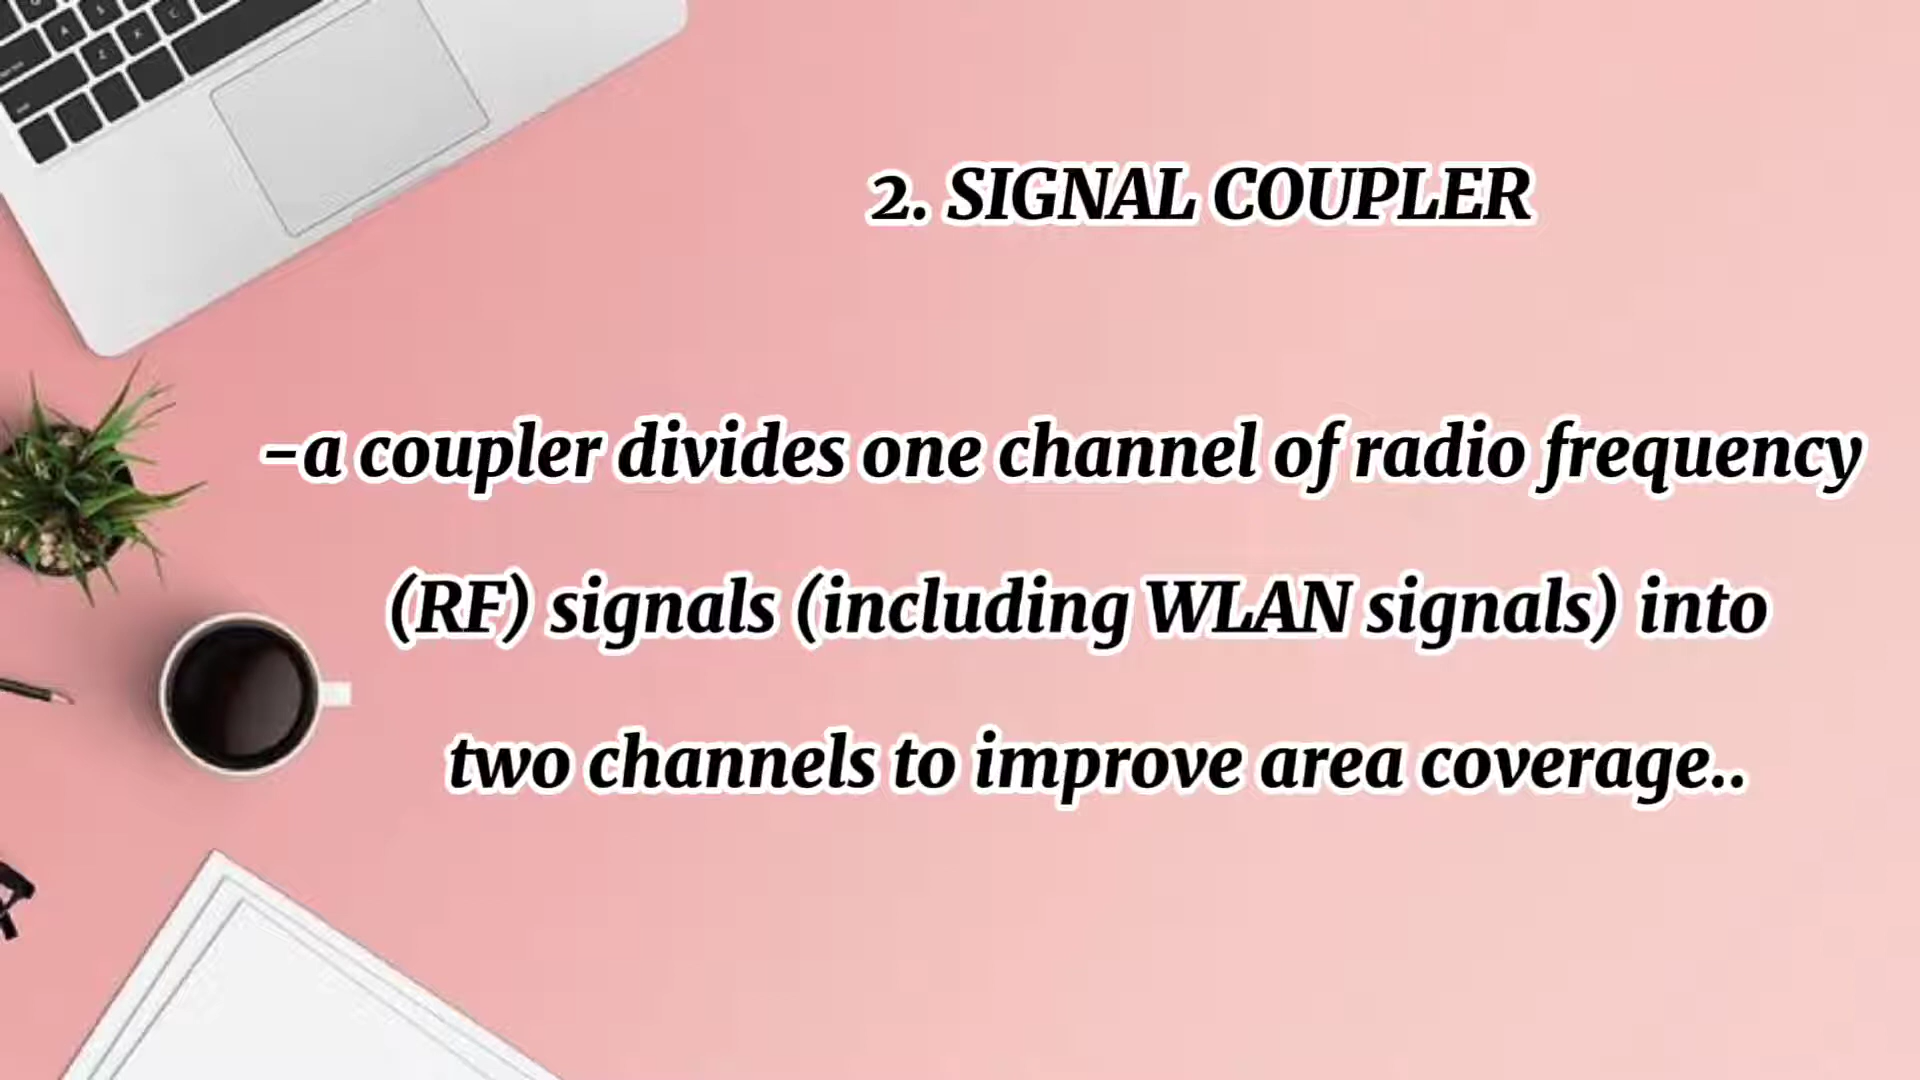 2. SIGNAL COUPLER
-a coupler divides one channel of radio frequency
(RF) signals (including WLAN signals) into
two channels to improve area coverage..